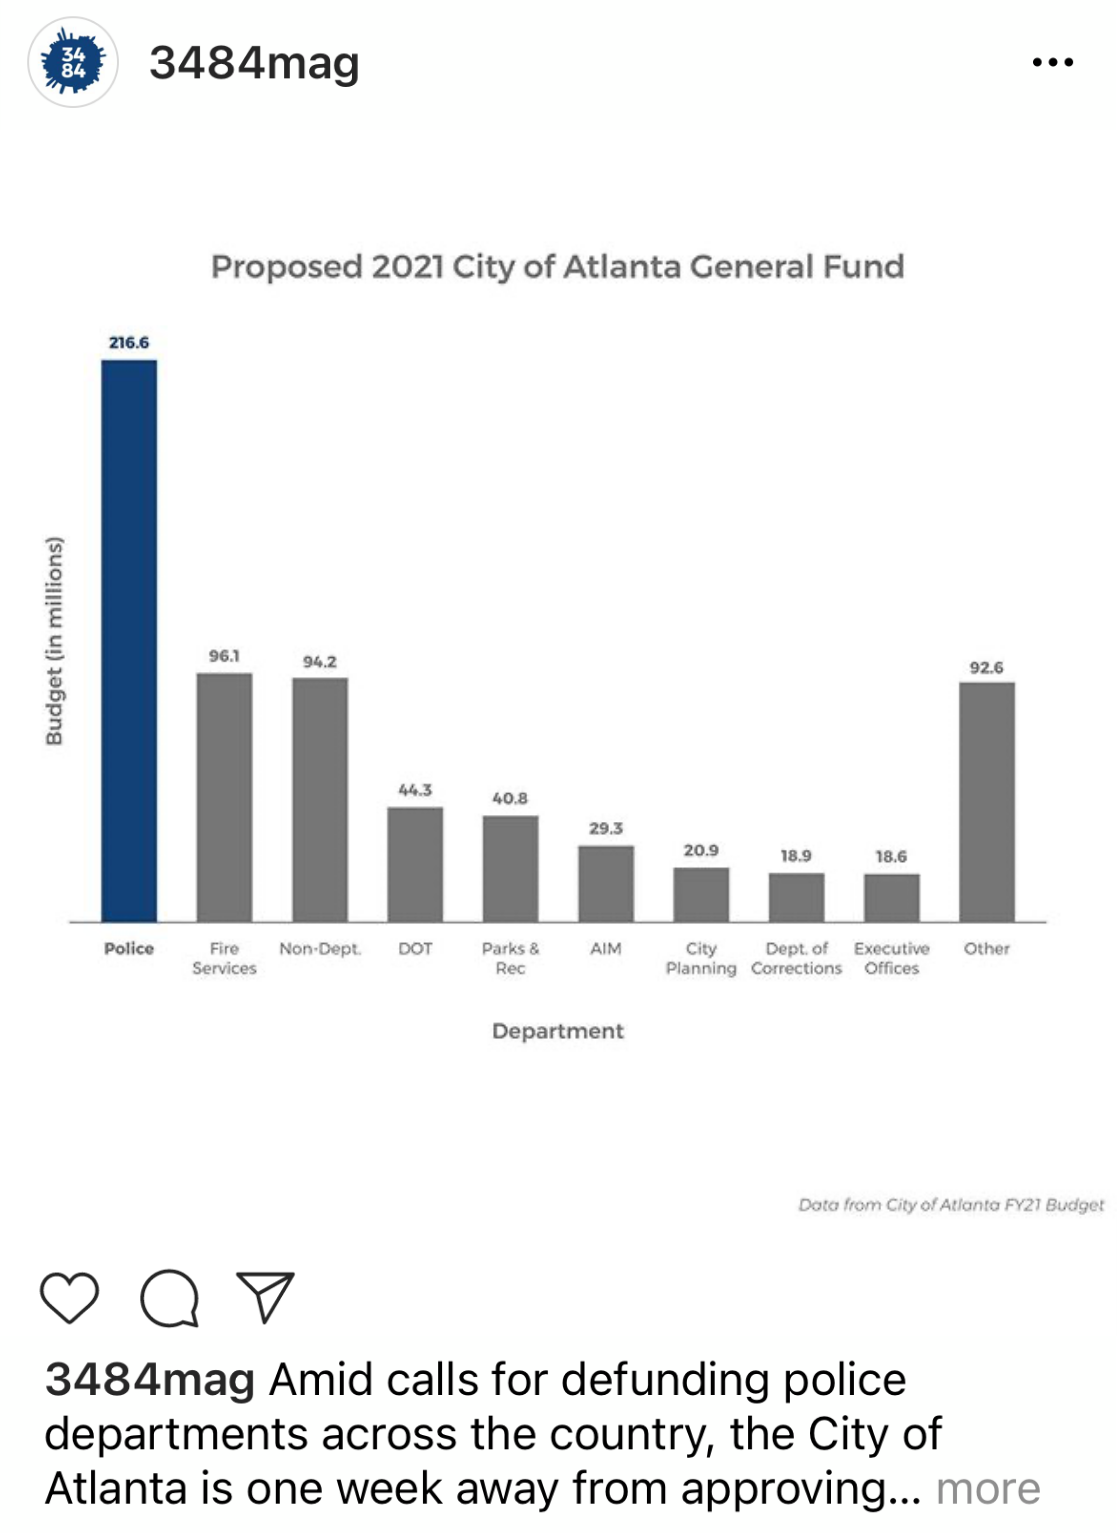 34
84
3484mag
Proposed 2021 City of Atlanta General Fund
Budget (in millions)
216.6
96.1
94.2
44.3
40.8
29.3
20.9
18.9
18.6
92.6
Police
Fire
Services
Non-Dept.
DOT
Parks &
Rec
AIM
City
Planning
Dept. of
Corrections
Executive
Offices
Other
Department
Data from City of Atlanta FY21 Budget
3484mag Amid calls for defunding police
departments across the country, the City of
Atlanta is one week away from approving... more